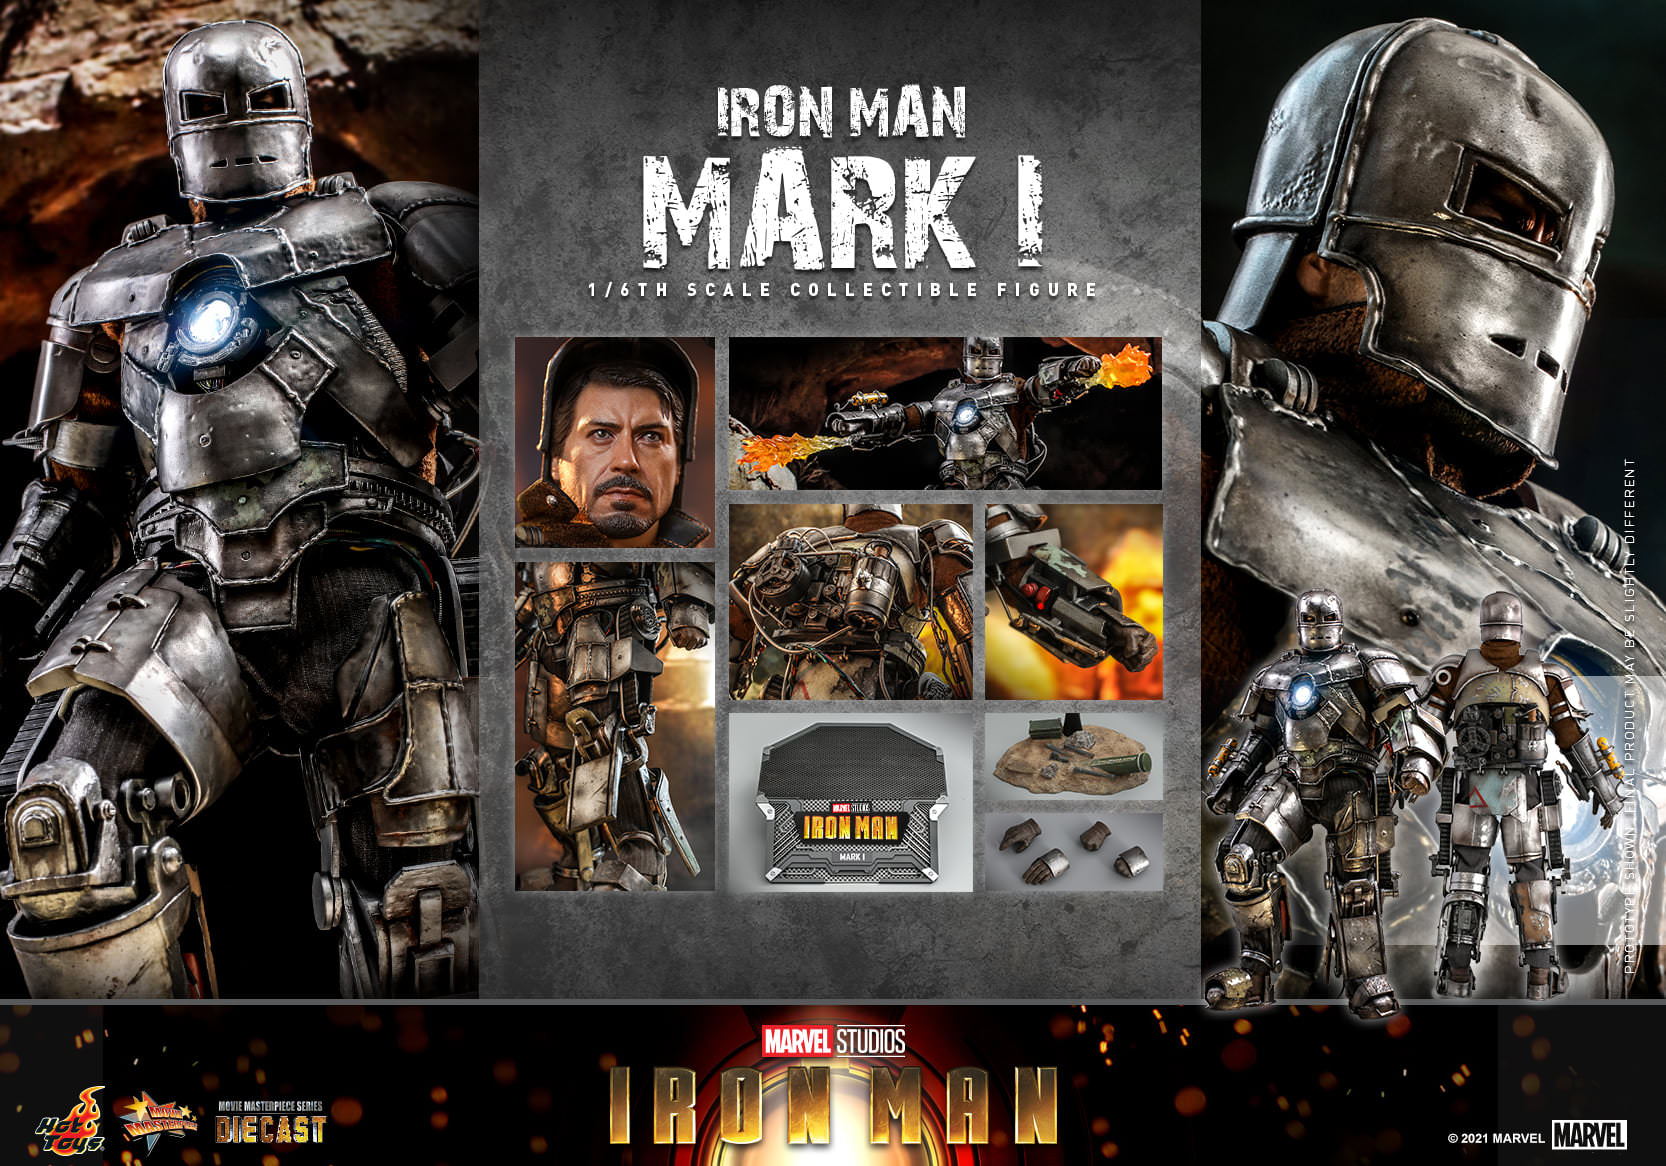 IRON MAN
MARK I
1/6TH SCALE COLLECTIBLE FIGURE
MARVEL STUDIOS
IRON MAN
MARK I
PROTOTYPE SHOWN, FINAL PRODUCT MAY BE SLIGHTLY DIFFERENT
MARVEL STUDIOS
IRON MAN
Hot Toys
MOVIE MASTERPIECE
MOVIE MASTERPIECE SERIES
DIECAST
© 2021 MARVEL MARVEL